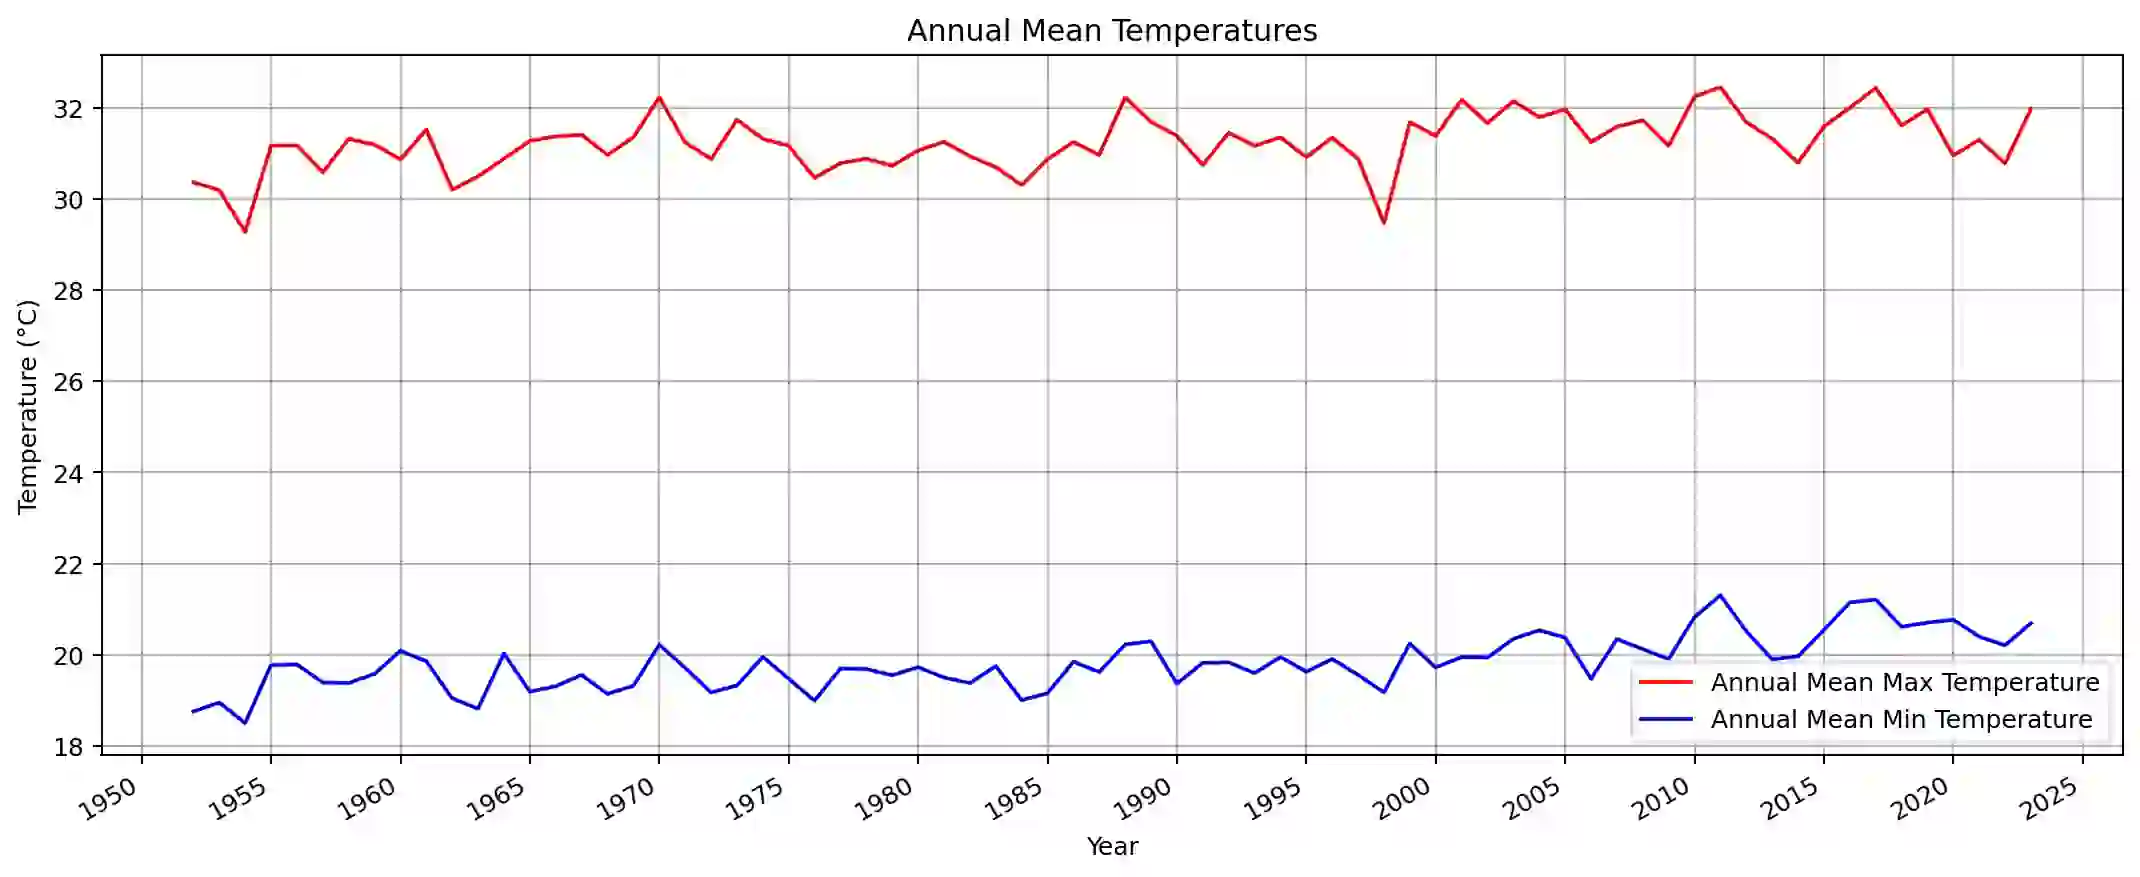 Annual Mean Temperatures
Temperature (°C)
32
30
28
26
24
22
20
18
Annual Mean Max Temperature
Annual Mean Min Temperature
1950 1955 1960 1965 1970 1975 1980 1985 1990 1995 2000 2005 2010 2015 2020 2025
Year